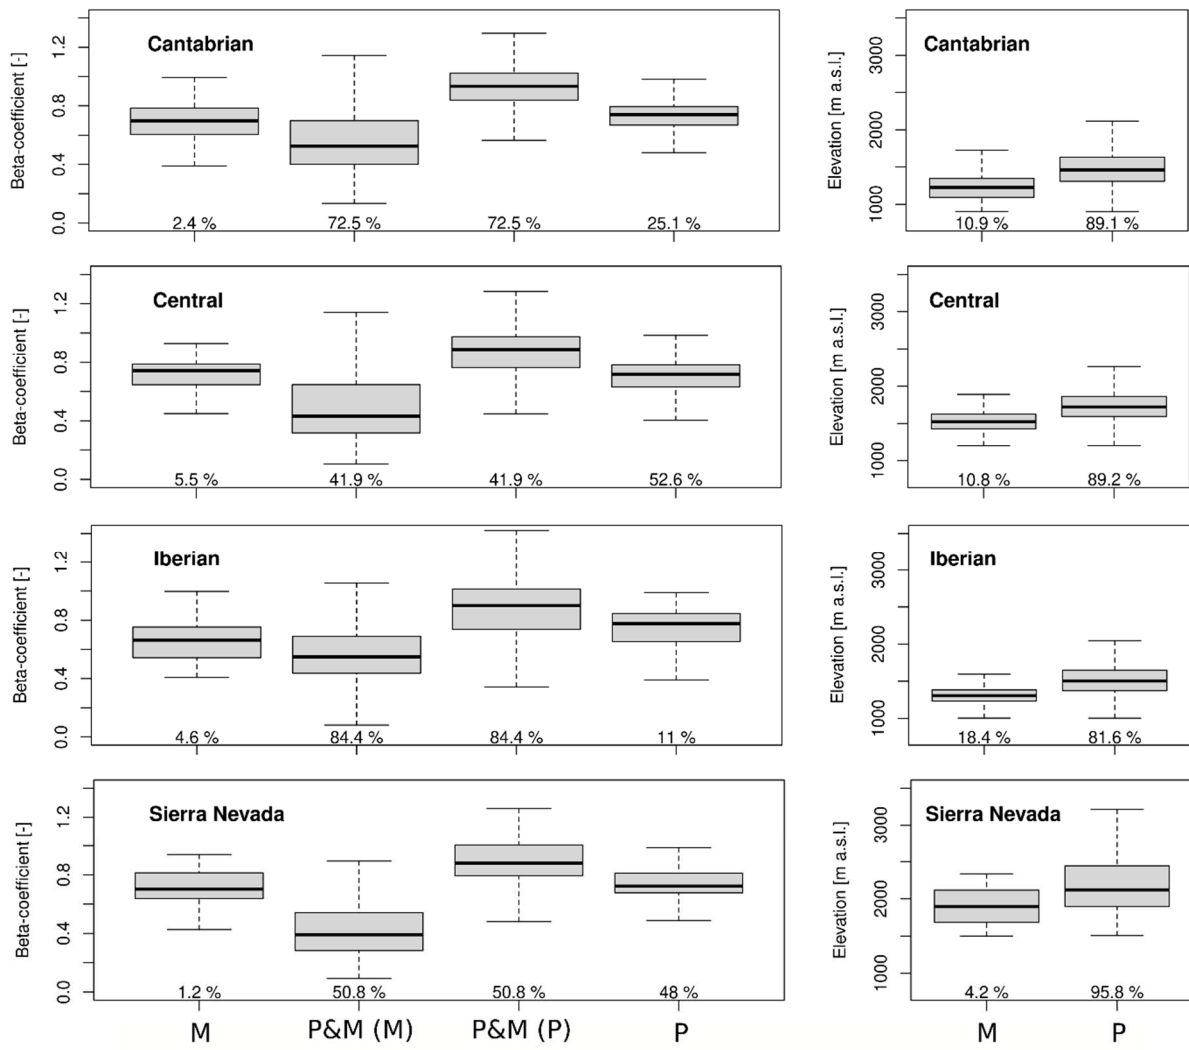 Cantabrian
Beta-coefficient [-]
0.0 0.4 0.8 1.2
2.4 % 72.5 % 72.5 % 25.1 %
Cantabrian
Elevation [m a.s.l.]
1000 2000 3000
10.9 % 89.1 %
Central
Beta-coefficient [-]
0.0 0.4 0.8 1.2
5.5 % 41.9 % 41.9 % 52.6 %
Central
Elevation [m a.s.l.]
1000 2000 3000
10.8 % 89.2 %
Iberian
Beta-coefficient [-]
0.0 0.4 0.8 1.2
4.6 % 84.4 % 84.4 % 11 %
Iberian
Elevation [m a.s.l.]
1000 2000 3000
18.4 % 81.6 %
Sierra Nevada
Beta-coefficient [-]
0.0 0.4 0.8 1.2
1.2 % 50.8 % 50.8 % 48 %
Sierra Nevada
Elevation [m a.s.l.]
1000 2000 3000
4.2 % 95.8 %
M P&M (M) P&M (P) P
M P